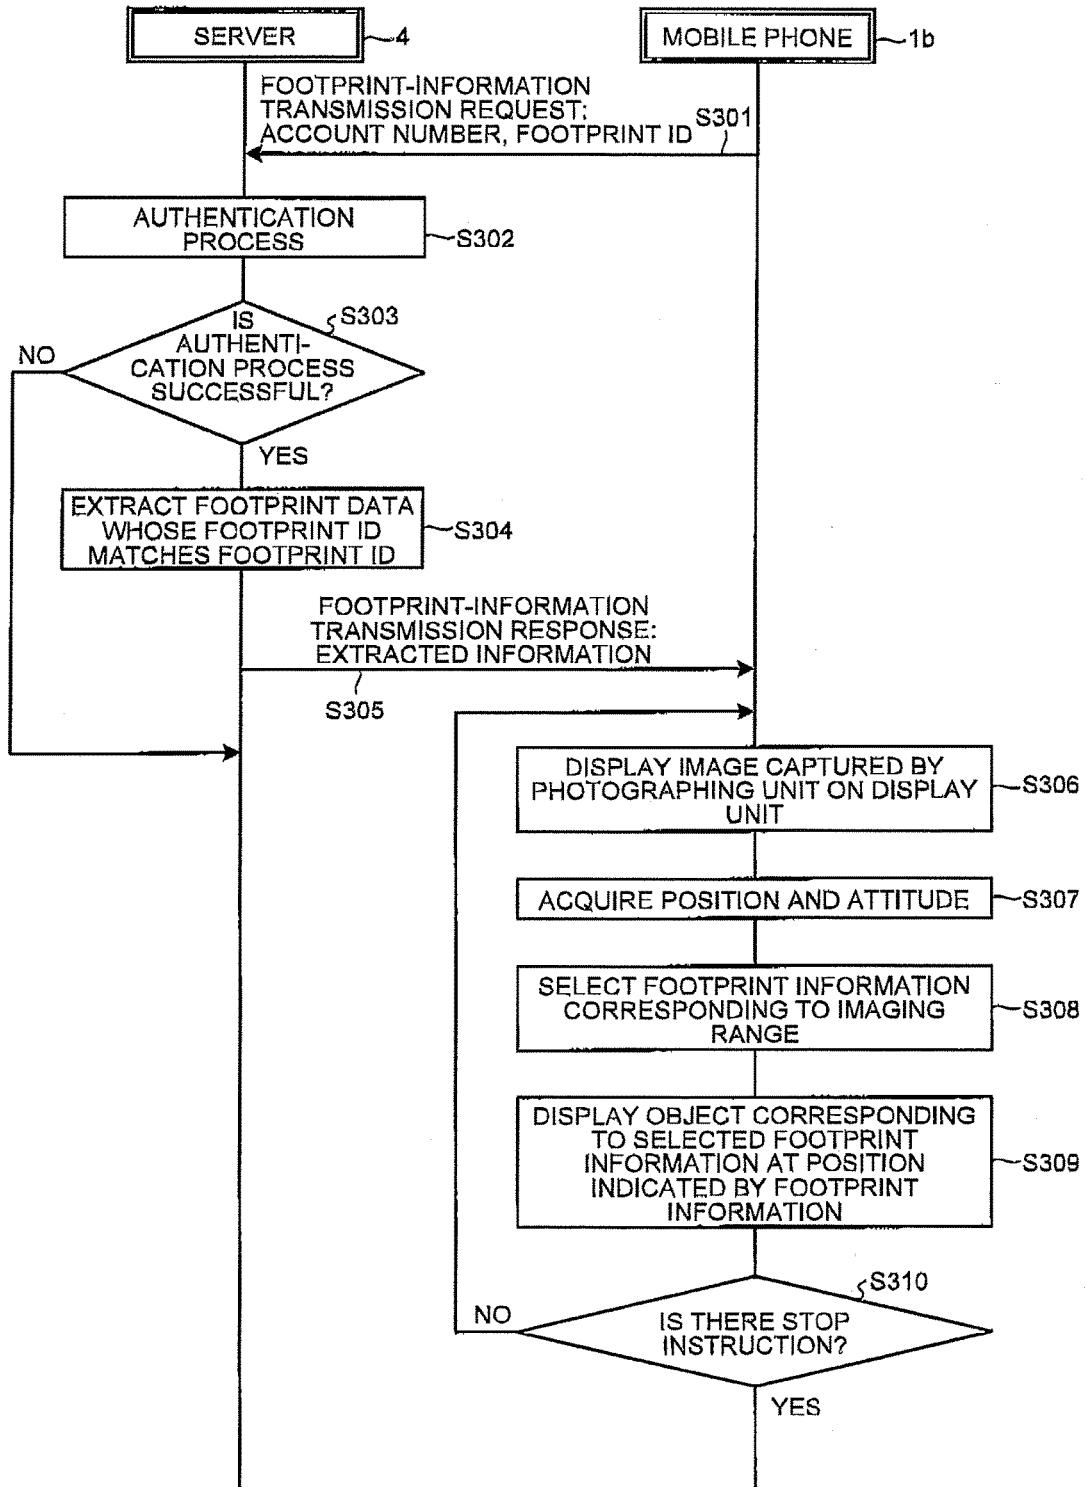 SERVER
4
MOBILE PHONE
1b
FOOTPRINT-INFORMATION
TRANSMISSION REQUEST:
ACCOUNT NUMBER, FOOTPRINT ID
S301
AUTHENTICATION
PROCESS
S302
IS
AUTHENTI-
CATION PROCESS
SUCCESSFUL?
S303
NO
YES
EXTRACT FOOTPRINT DATA
WHOSE FOOTPRINT ID
MATCHES FOOTPRINT ID
S304
FOOTPRINT-INFORMATION
TRANSMISSION RESPONSE:
EXTRACTED INFORMATION
S305
DISPLAY IMAGE CAPTURED BY
PHOTOGRAPHING UNIT ON DISPLAY
UNIT
S306
ACQUIRE POSITION AND ATTITUDE
S307
SELECT FOOTPRINT INFORMATION
CORRESPONDING TO IMAGING
RANGE
S308
DISPLAY OBJECT CORRESPONDING
TO SELECTED FOOTPRINT
INFORMATION AT POSITION
INDICATED BY FOOTPRINT
INFORMATION
S309
S310
NO
IS THERE STOP
INSTRUCTION?
YES